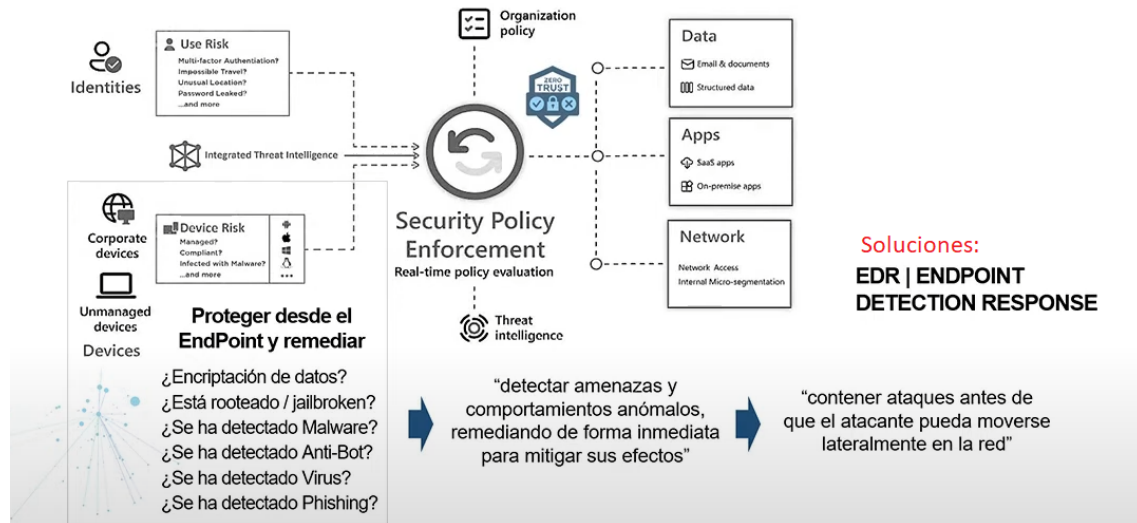 Organization
policy
Identities
Use Risk
Multi-factor Authentiation?
Impossible Travel?
Unusual Location?
Password Leaked?
...and more
Integrated Threat Intelligence
ZERO
TRUST
Data
Email & documents
Structured data
Apps
SaaS apps
On-premise apps
Network
Network Access
Internal Micro-segmentation
Security Policy
Enforcement
Real-time policy evaluation
Threat
intelligence
Corporate
devices
Device Risk
Managed?
Compliant?
Infected with Malware?
...and more
Unmanaged
devices
Devices
Proteger desde el
EndPoint y remediar
¿Encriptación de datos?
¿Está rooteado / jailbroken?
¿Se ha detectado Malware?
¿Se ha detectado Anti-Bot?
¿Se ha detectado Virus?
¿Se ha detectado Phishing?
“detectar amenazas y
comportamientos anómalos,
remediando de forma inmediata
para mitigar sus efectos”
“contener ataques antes de
que el atacante pueda moverse
lateralmente en la red”
Soluciones:
EDR | ENDPOINT
DETECTION RESPONSE